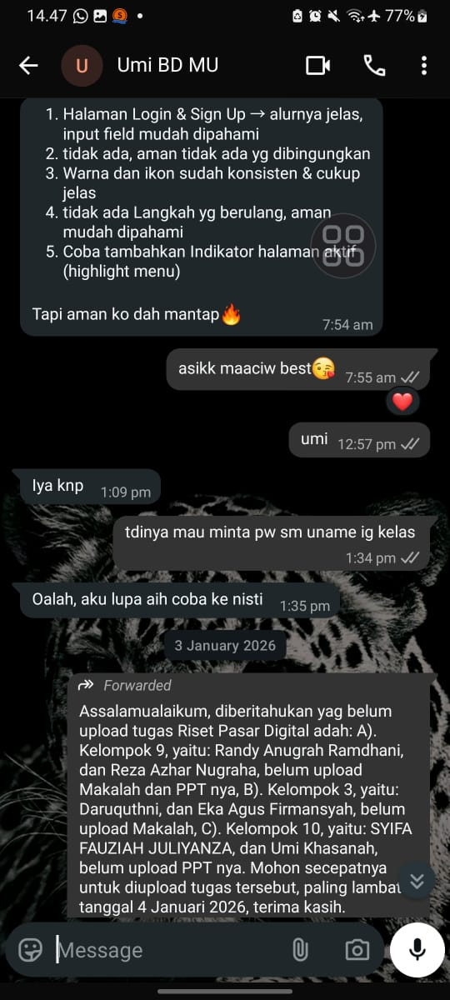 14.47
77%
U
Umi BD MU
1. Halaman Login & Sign Up → alurnya jelas,
input field mudah dipahami
2. tidak ada, aman tidak ada yg dibingungkan
3. Warna dan ikon sudah konsisten & cukup
jelas
4. tidak ada Langkah yg berulang, aman
mudah dipahami
5. Coba tambahkan Indikator halaman aktif
(highlight menu)
Tapi aman ko dah mantap🔥
7:54 am
asikk maaciw best😘
7:55 am
umi
12:57 pm
Iya knp
1:09 pm
tdinya mau minta pw sm uname ig kelas
1:34 pm
Oalah, aku lupa aih coba ke nisti
1:35 pm
3 January 2026
Forwarded
Assalamualaikum, diberitahukan yag belum
upload tugas Riset Pasar Digital adah: A).
Kelompok 9, yaitu: Randy Anugrah Ramdhani,
dan Reza Azhar Nugraha, belum upload
Makalah dan PPT nya, B). Kelompok 3, yaitu:
Daruquthni, dan Eka Agus Firmansyah, belum
upload Makalah, C). Kelompok 10, yaitu: SYIFA
FAUZIAH JULIYANZA, dan Umi Khasanah,
belum upload PPT nya. Mohon secepatnya
untuk diupload tugas tersebut, paling lambat
tanggal 4 Januari 2026, terima kasih.
Message